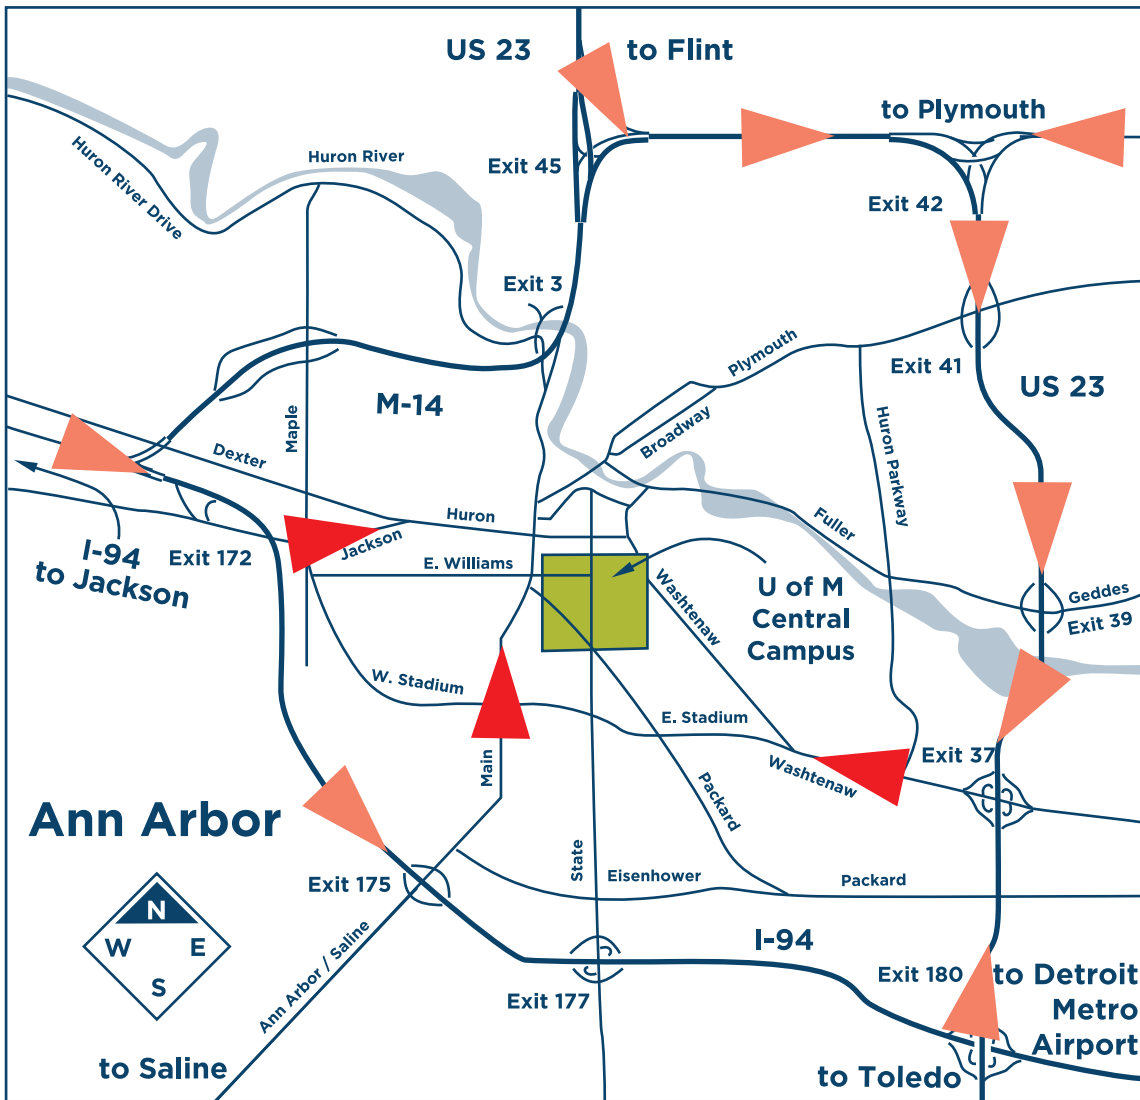 US 23
to Flint
to Plymouth
Huron River Drive
Huron River
Exit 45
Exit 42
Exit 3
Plymouth
Exit 41
US 23
M-14
Maple
Broadway
Huron Parkway
Dexter
Huron
Fuller
Jackson
I-94
to Jackson
Exit 172
E. Williams
Washtenaw
U of M
Central
Campus
Geddes
Exit 39
W. Stadium
E. Stadium
Main
Exit 37
Washtenaw
Packard
Ann Arbor
State
Exit 175
Eisenhower
Packard
N
W
E
S
Ann Arbor / Saline
I-94
Exit 177
Exit 180
to Detroit
Metro
Airport
to Saline
to Toledo